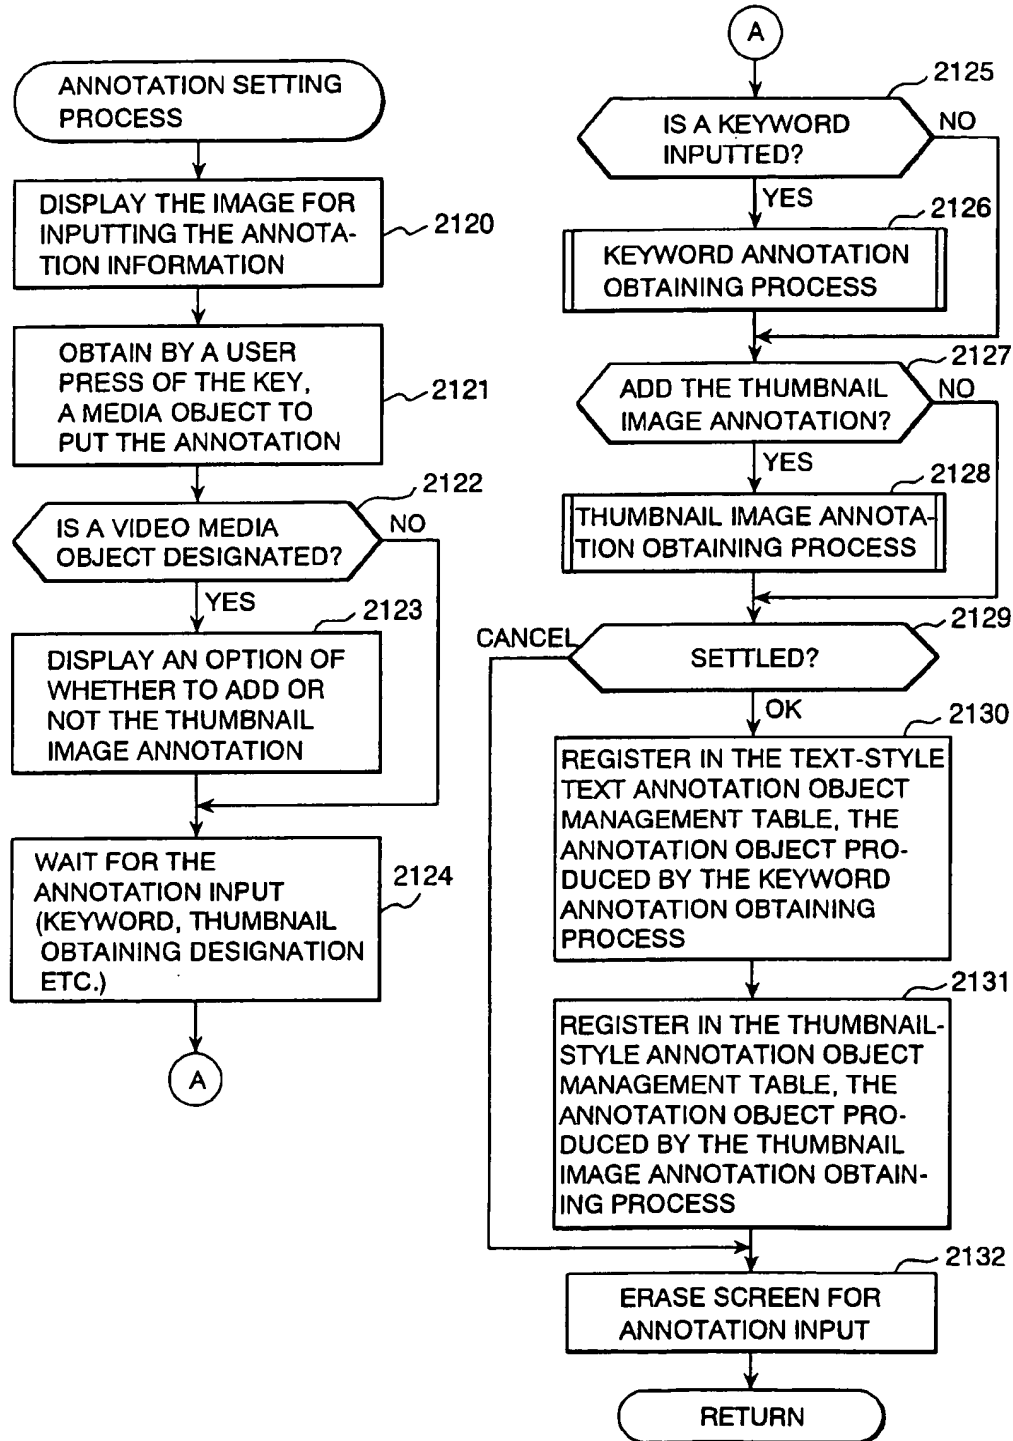 ANNOTATION SETTING
PROCESS
DISPLAY THE IMAGE FOR
INPUTTING THE ANNOTA-
TION INFORMATION
2120
OBTAIN BY A USER
PRESS OF THE KEY,
A MEDIA OBJECT TO
PUT THE ANNOTATION
2121
2122
IS A VIDEO MEDIA
OBJECT DESIGNATED?
NO
YES
2123
DISPLAY AN OPTION OF
WHETHER TO ADD OR
NOT THE THUMBNAIL
IMAGE ANNOTATION
WAIT FOR THE
ANNOTATION INPUT
(KEYWORD, THUMBNAIL
OBTAINING DESIGNATION
ETC.)
2124
A
A
2125
IS A KEYWORD
INPUTTED?
NO
YES
2126
KEYWORD ANNOTATION
OBTAINING PROCESS
2127
ADD THE THUMBNAIL
IMAGE ANNOTATION?
NO
YES
2128
THUMBNAIL IMAGE ANNOTA-
TION OBTAINING PROCESS
2129
CANCEL
SETTLED?
OK
2130
REGISTER IN THE TEXT-STYLE
TEXT ANNOTATION OBJECT
MANAGEMENT TABLE, THE
ANNOTATION OBJECT PRO-
DUCED BY THE KEYWORD
ANNOTATION OBTAINING
PROCESS
2131
REGISTER IN THE THUMBNAIL-
STYLE ANNOTATION OBJECT
MANAGEMENT TABLE, THE
ANNOTATION OBJECT PRO-
DUCED BY THE THUMBNAIL
IMAGE ANNOTATION OBTAIN-
ING PROCESS
2132
ERASE SCREEN FOR
ANNOTATION INPUT
RETURN